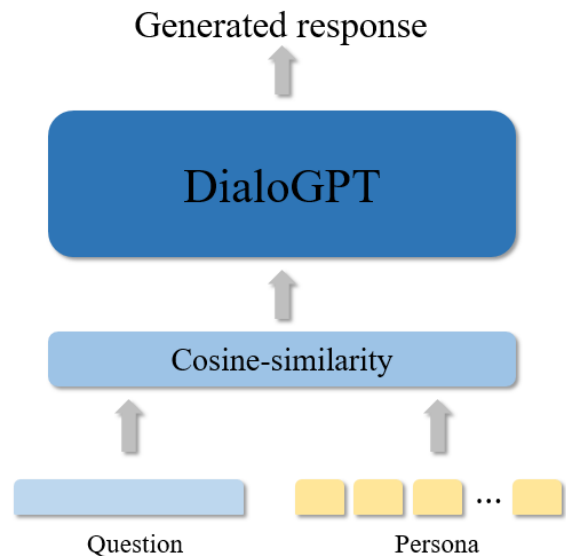 Generated response
DialoGPT
Cosine-similarity
...
Question
Persona